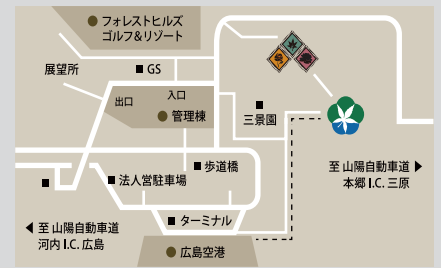 フォレストヒルズ
ゴルフ&リゾート
展望所
GS
出口
入口
管理棟
三景園
歩道橋
法人営駐車場
至 山陽自動車道
本郷 I.C. 三原
至 山陽自動車道
河内 I.C. 広島
ターミナル
広島空港